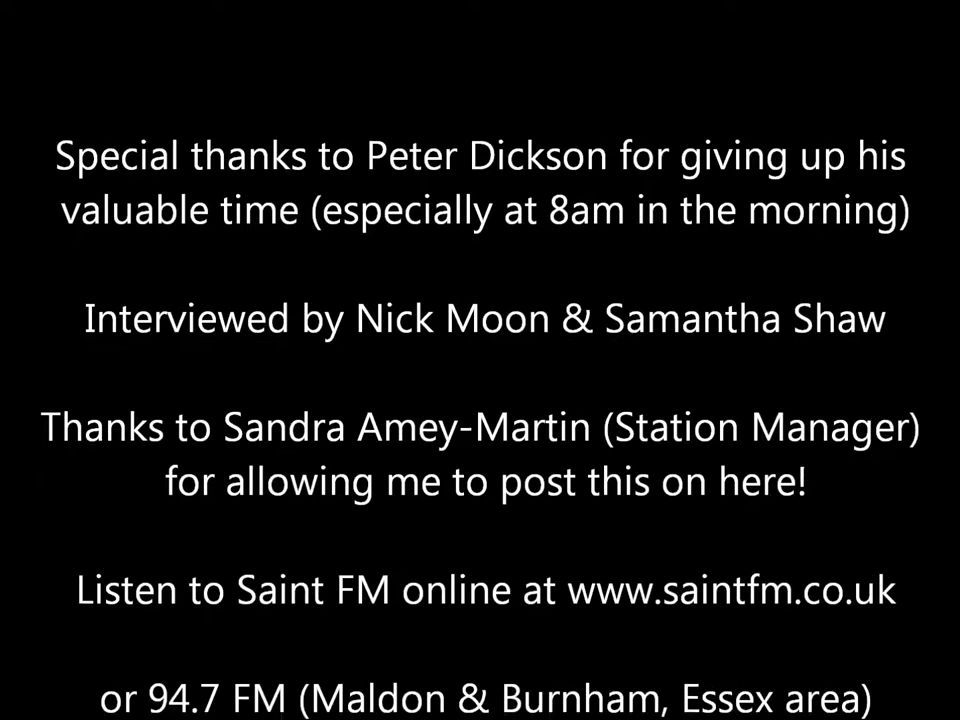 Special thanks to Peter Dickson for giving up his
valuable time (especially at 8am in the morning)
Interviewed by Nick Moon & Samantha Shaw
Thanks to Sandra Amey-Martin (Station Manager)
for allowing me to post this on here!
Listen to Saint FM online at www.saintfm.co.uk
or 94.7 FM (Maldon & Burnham, Essex area)